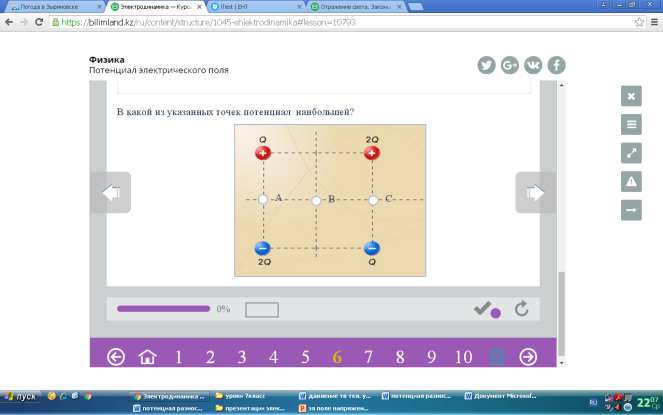 Погода в Зыряновске
Электродинамика — Курс
iTest | ЕНТ
Отражение света. Законы
https://bilimland.kz/ru/content/structure/1045-ehlektrodinamika#lesson=10793
Физика
Потенциал электрического поля
В какой из указанных точек потенциал наибольшей?
Q 2Q
A B C
2Q Q
0%
1 2 3 4 5 6 7 8 9 10
пуск
Электродинамика ...
уроки 7класс
давление тв тел. у...
потенциал разнос...
Документ Microsof...
потенциал разнос...
презентации элек...
эл поле напряжен...
RU
22 07
Ср